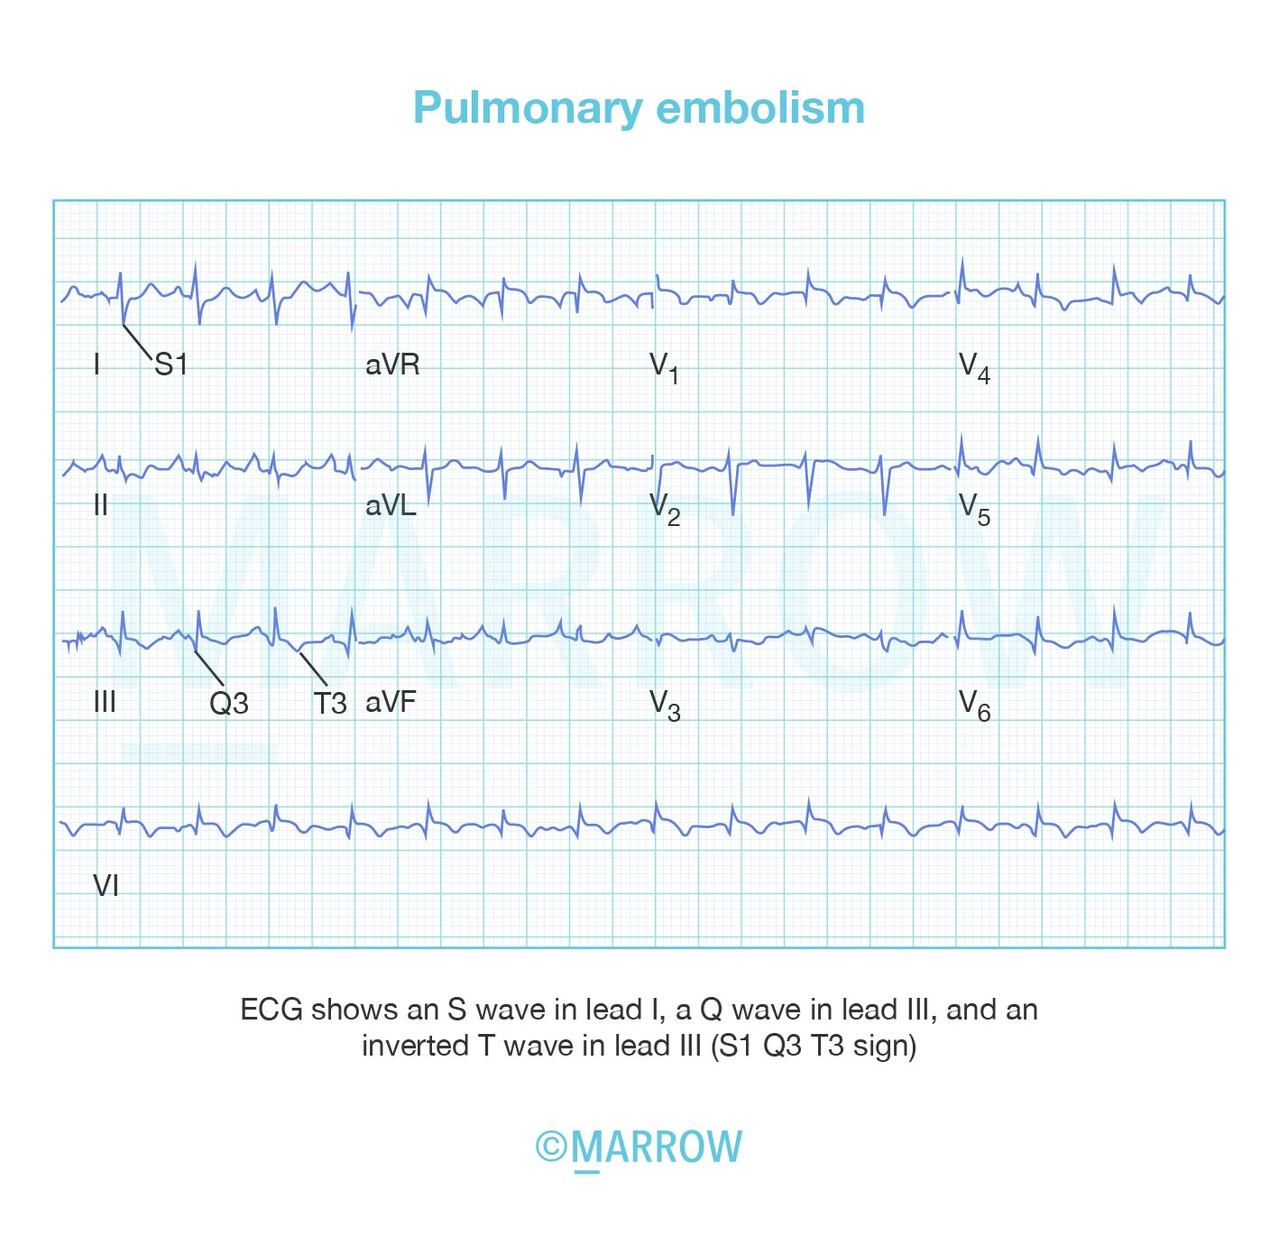 Pulmonary embolism
I
S1
aVR
V1
V4
II
aVL
V2
V5
III
Q3
T3
aVF
V3
V6
VI
MARROW
ECG shows an S wave in lead I, a Q wave in lead III, and an
inverted T wave in lead III (S1 Q3 T3 sign)
©MARROW